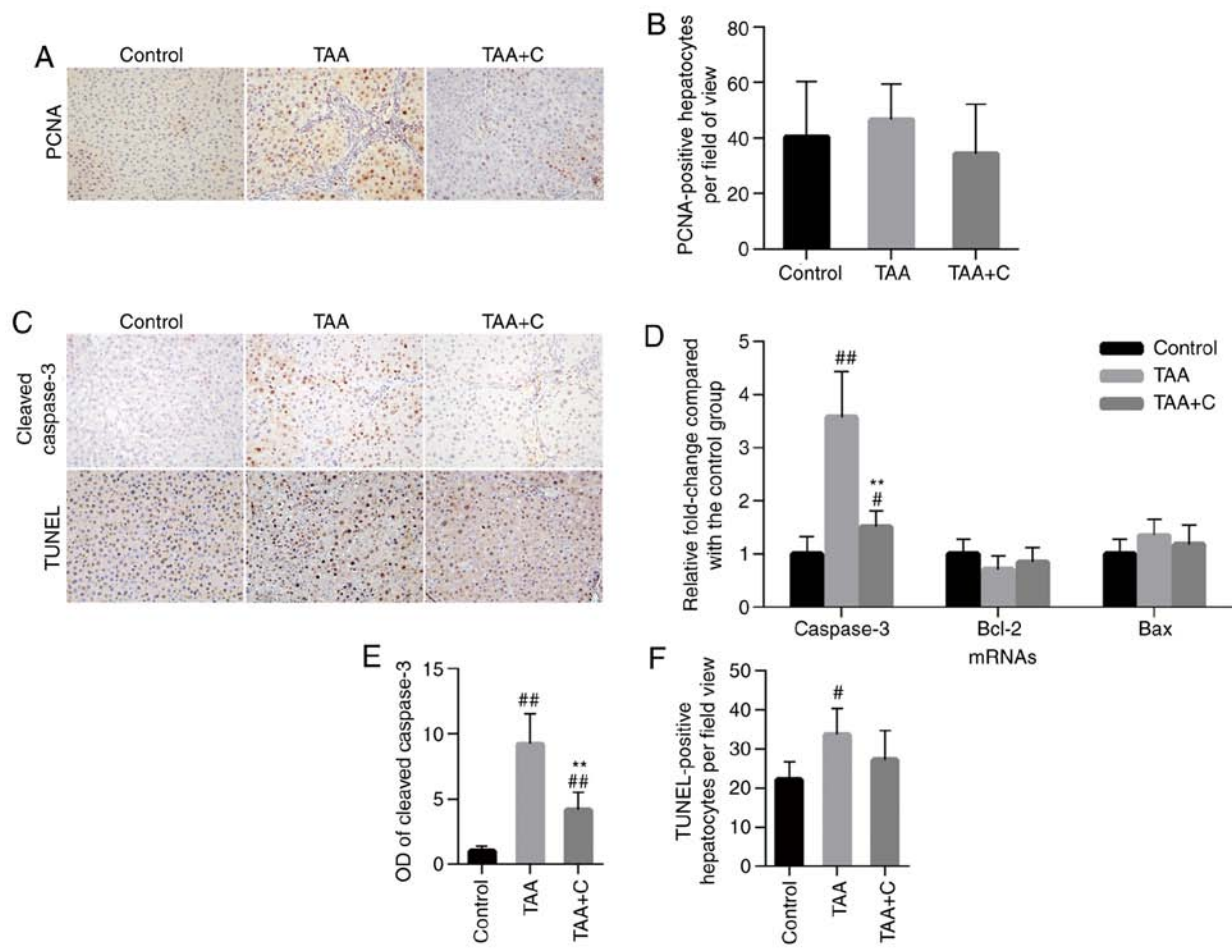 A
Control
TAA
TAA+C
PCNA
B
PCNA-positive hepatocytes
per field of view
80
60
40
20
0
Control
TAA
TAA+C
C
Control
TAA
TAA+C
Cleaved
caspase-3
TUNEL
D
Relative fold-change compared
with the control group
5
4
3
2
1
0
##
**
#
Control
TAA
TAA+C
Caspase-3
Bcl-2
Bax
mRNAs
E
OD of cleaved caspase-3
15
10
5
0
##
**
##
Control
TAA
TAA+C
F
TUNEL-positive
hepatocytes per field view
50
40
30
20
10
0
#
Control
TAA
TAA+C